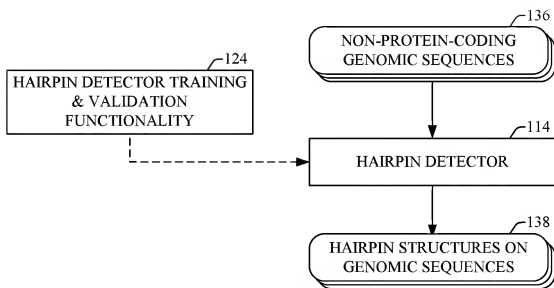 136
NON-PROTEIN-CODING
GENOMIC SEQUENCES
124
HAIRPIN DETECTOR TRAINING
& VALIDATION
FUNCTIONALITY
114
HAIRPIN DETECTOR
138
HAIRPIN STRUCTURES ON
GENOMIC SEQUENCES